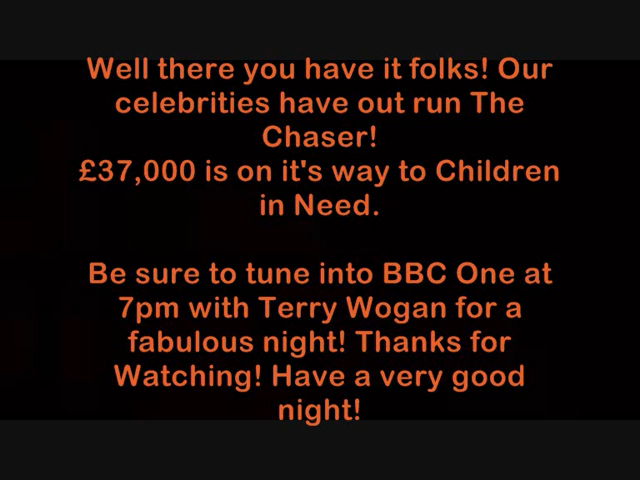 Well there you have it folks! Our
celebrities have out run The
Chaser!
£37,000 is on it's way to Children
in Need.
Be sure to tune into BBC One at
7pm with Terry Wogan for a
fabulous night! Thanks for
Watching! Have a very good
night!